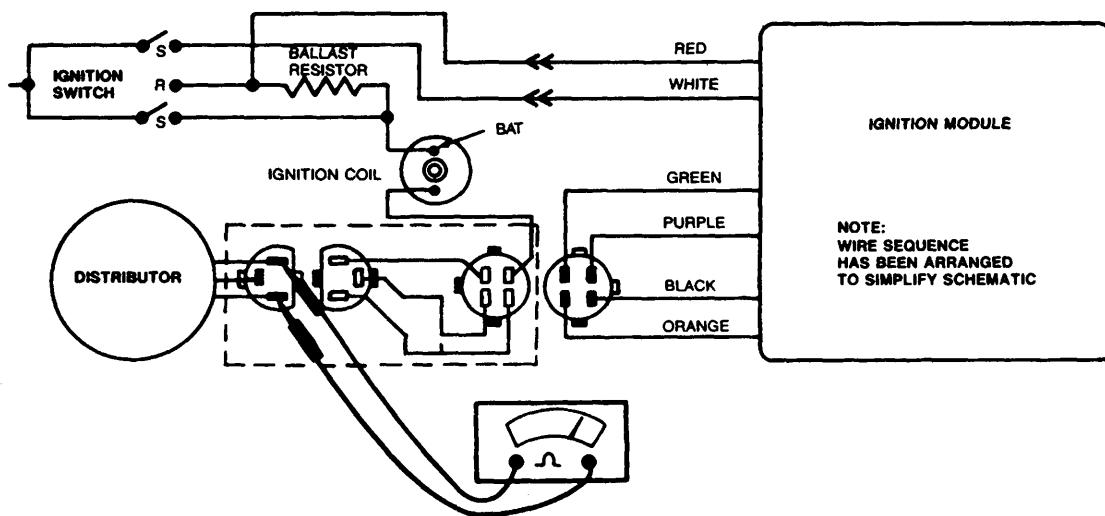 RED
S
BALLAST
RESISTOR
IGNITION
SWITCH
R
WHITE
S
BAT
IGNITION MODULE
IGNITION COIL
GREEN
PURPLE
NOTE:
WIRE SEQUENCE
HAS BEEN ARRANGED
TO SIMPLIFY SCHEMATIC
DISTRIBUTOR
BLACK
ORANGE
Ω